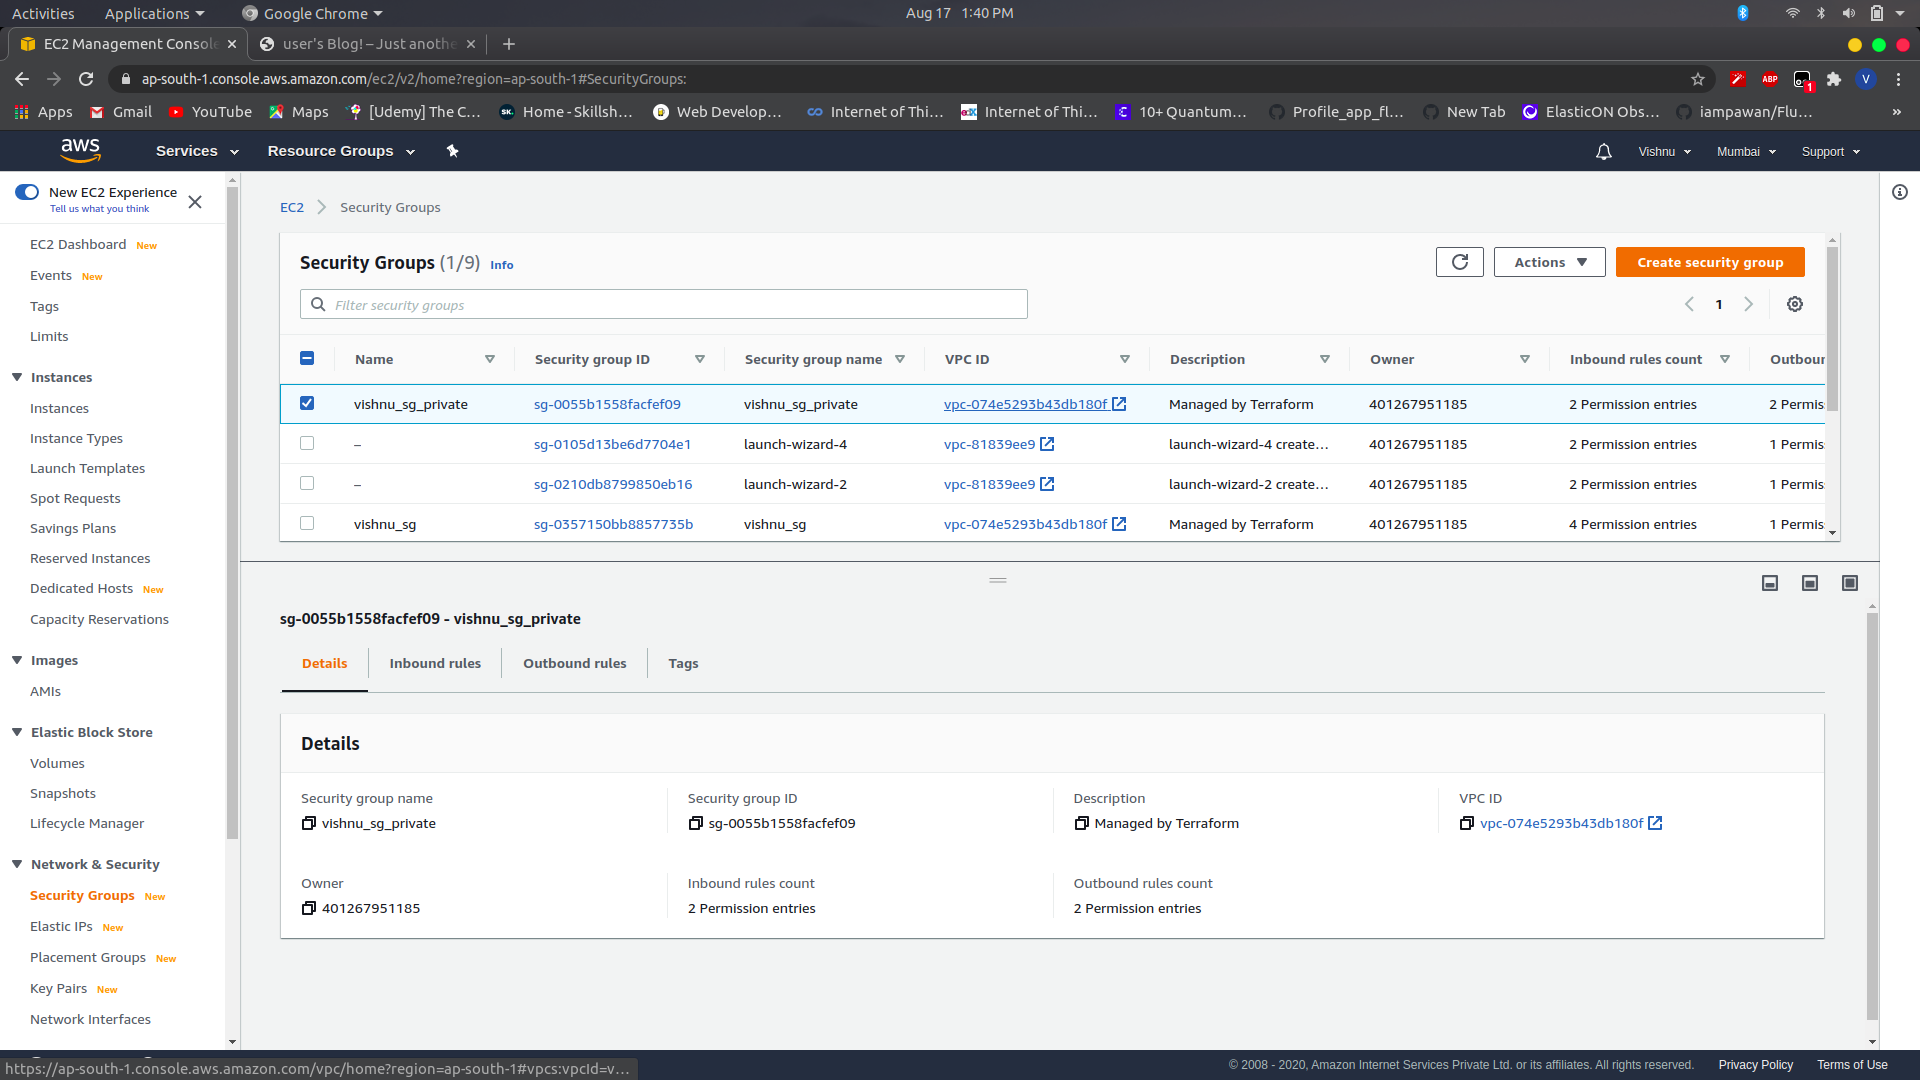 Activities Applications Google Chrome Aug 17 1:40 PM
EC2 Management Console user's Blog! – Just anothe
ap-south-1.console.aws.amazon.com/ec2/v2/home?region=ap-south-1#SecurityGroups: ABP 1 V
Apps Gmail YouTube Maps [Udemy] The C... Home - Skillsh... Web Develop... Internet of Thi... Internet of Thi... 10+ Quantum... Profile_app_fl... New Tab ElasticON Obs... iampawan/Flu... »
aws Services Resource Groups Vishnu Mumbai Support
New EC2 Experience
Tell us what you think
EC2 Dashboard New
Events New
Tags
Limits
Instances
Instances
Instance Types
Launch Templates
Spot Requests
Savings Plans
Reserved Instances
Dedicated Hosts New
Capacity Reservations
Images
AMIs
Elastic Block Store
Volumes
Snapshots
Lifecycle Manager
Network & Security
Security Groups New
Elastic IPs New
Placement Groups New
Key Pairs New
Network Interfaces
EC2 Security Groups
Security Groups (1/9) Info Actions Create security group
Filter security groups 1
Name Security group ID Security group name VPC ID Description Owner Inbound rules count Outboun
vishnu_sg_private sg-0055b1558facfef09 vishnu_sg_private vpc-074e5293b43db180f Managed by Terraform 401267951185 2 Permission entries 2 Permis
– sg-0105d13be6d7704e1 launch-wizard-4 vpc-81839ee9 launch-wizard-4 create... 401267951185 2 Permission entries 1 Permis
– sg-0210db8799850eb16 launch-wizard-2 vpc-81839ee9 launch-wizard-2 create... 401267951185 2 Permission entries 1 Permis
vishnu_sg sg-0357150bb8857735b vishnu_sg vpc-074e5293b43db180f Managed by Terraform 401267951185 4 Permission entries 1 Permis
sg-0055b1558facfef09 - vishnu_sg_private
Details Inbound rules Outbound rules Tags
Details
Security group name Security group ID Description VPC ID
vishnu_sg_private sg-0055b1558facfef09 Managed by Terraform vpc-074e5293b43db180f
Owner Inbound rules count Outbound rules count
401267951185 2 Permission entries 2 Permission entries
https://ap-south-1.console.aws.amazon.com/vpc/home?region=ap-south-1#vpcs:vpcId=v... © 2008 - 2020, Amazon Internet Services Private Ltd. or its affiliates. All rights reserved. Privacy Policy Terms of Use